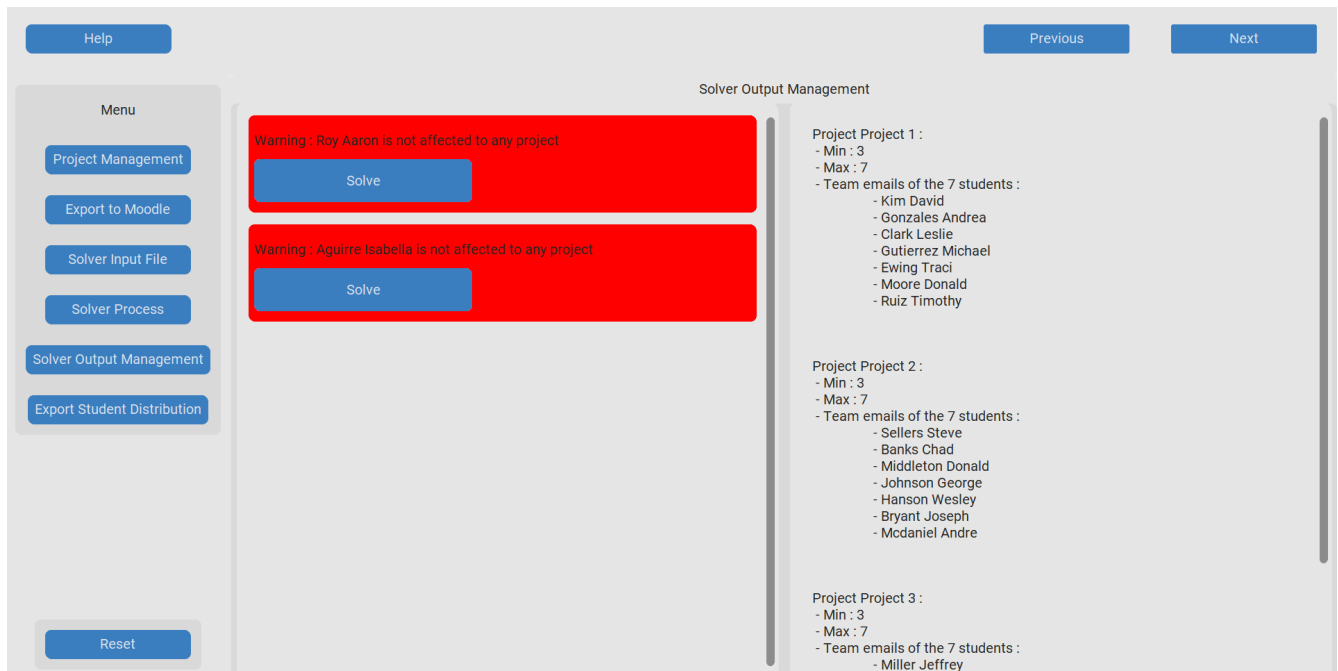 Help
Previous
Next
Menu
Project Management
Export to Moodle
Solver Input File
Solver Process
Solver Output Management
Export Student Distribution
Reset
Solver Output Management
Warning : Roy Aaron is not affected to any project
Solve
Warning : Aguirre Isabella is not affected to any project
Solve
Project Project 1 :
- Min : 3
- Max : 7
- Team emails of the 7 students :
- Kim David
- Gonzales Andrea
- Clark Leslie
- Gutierrez Michael
- Ewing Traci
- Moore Donald
- Ruiz Timothy
Project Project 2 :
- Min : 3
- Max : 7
- Team emails of the 7 students :
- Sellers Steve
- Banks Chad
- Middleton Donald
- Johnson George
- Hanson Wesley
- Bryant Joseph
- Mcdaniel Andre
Project Project 3 :
- Min : 3
- Max : 7
- Team emails of the 7 students :
- Miller Jeffrey